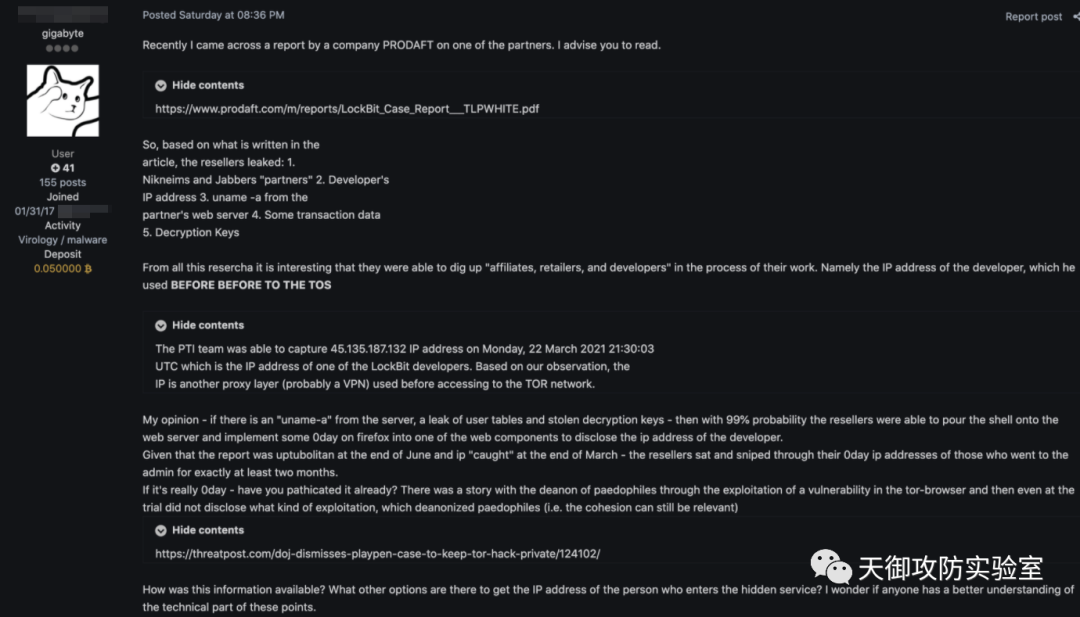 Posted Saturday at 08:36 PM
Report post
gigabyte
User
41
155 posts
Joined
01/31/17
Activity
Virology / malware
Deposit
0.050000 ₿
Recently I came across a report by a company PRODAFT on one of the partners. I advise you to read.
Hide contents
https://www.prodaft.com/m/reports/LockBit_Case_Report___TLPWHITE.pdf
So, based on what is written in the
article, the resellers leaked: 1.
Nikneims and Jabbers "partners" 2. Developer's
IP address 3. uname -a from the
partner's web server 4. Some transaction data
5. Decryption Keys
From all this resercha it is interesting that they were able to dig up "affiliates, retailers, and developers" in the process of their work. Namely the IP address of the developer, which he
used BEFORE BEFORE TO THE TOS
Hide contents
The PTI team was able to capture 45.135.187.132 IP address on Monday, 22 March 2021 21:30:03
UTC which is the IP address of one of the LockBit developers. Based on our observation, the
IP is another proxy layer (probably a VPN) used before accessing to the TOR network.
My opinion - if there is an "uname-a" from the server, a leak of user tables and stolen decryption keys - then with 99% probability the resellers were able to pour the shell onto the
web server and implement some 0day on firefox into one of the web components to disclose the ip address of the developer.
Given that the report was uptubolitan at the end of June and ip "caught" at the end of March - the resellers sat and sniped through their 0day ip addresses of those who went to the
admin for exactly at least two months.
If it's really 0day - have you pathicated it already? There was a story with the deanon of paedophiles through the exploitation of a vulnerability in the tor-browser and then even at the
trial did not disclose what kind of exploitation, which deanonized paedophiles (i.e. the cohesion can still be relevant)
Hide contents
https://threatpost.com/doj-dismisses-playpen-case-to-keep-tor-hack-private/124102/
How was this information available? What other options are there to get the IP address of the person who enters the hidden service? I wonder if anyone has a better understanding of
the technical part of these points.
天御攻防实验室